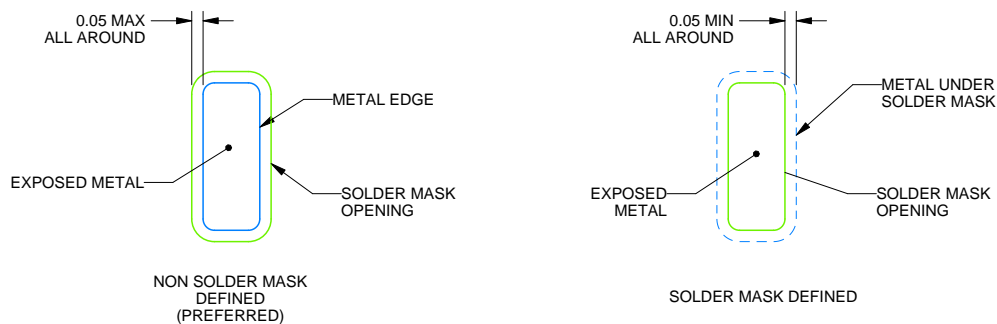 0.05 MAX
ALL AROUND
METAL EDGE
EXPOSED METAL
SOLDER MASK
OPENING
NON SOLDER MASK
DEFINED
(PREFERRED)
0.05 MIN
ALL AROUND
METAL UNDER
SOLDER MASK
EXPOSED
METAL
SOLDER MASK
OPENING
SOLDER MASK DEFINED